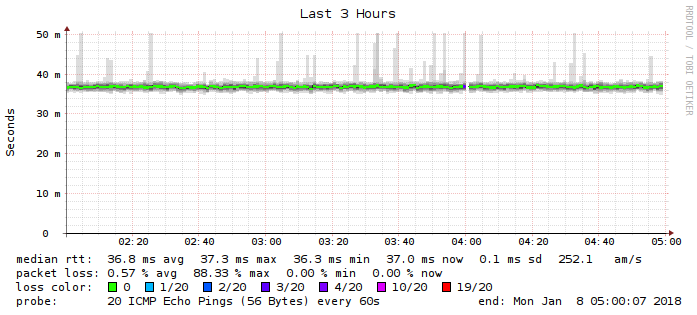 Last 3 Hours
RRDTOOL / TOBI OETIKER
Seconds
50 m
40 m
30 m
20 m
10 m
0
02:20 02:40 03:00 03:20 03:40 04:00 04:20 04:40 05:00
median rtt: 36.8 ms avg 37.3 ms max 36.3 ms min 37.0 ms now 0.1 ms sd 252.1 am/s
packet loss: 0.57 % avg 88.33 % max 0.00 % min 0.00 % now
loss color: 0 1/20 2/20 3/20 4/20 10/20 19/20
probe: 20 ICMP Echo Pings (56 Bytes) every 60s end: Mon Jan 8 05:00:07 2018